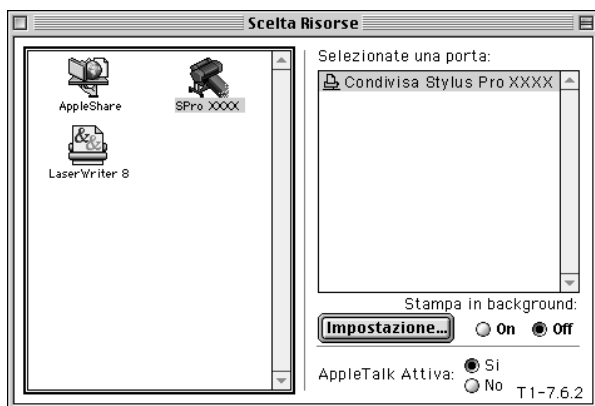 Scelta Risorse
AppleShare
SPro XXXX
LaserWriter 8
Selezionate una porta:
Condivisa Stylus Pro XXXX
Stampa in background:
Impostazione...
On
Off
AppleTalk Attiva:
Si
No
T1-7.6.2